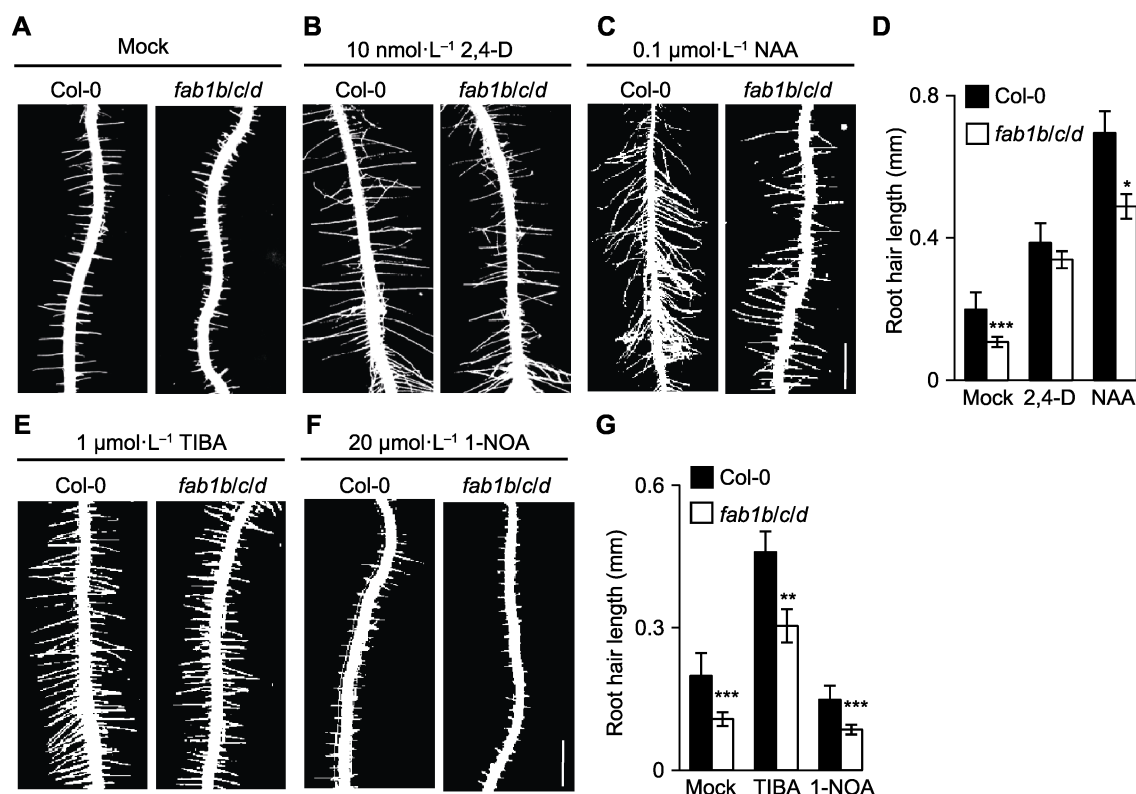 A
Mock
Col-0 fab1b/c/d
B
10 nmol·L⁻¹ 2,4-D
Col-0 fab1b/c/d
C
0.1 µmol·L⁻¹ NAA
Col-0 fab1b/c/d
D
Root hair length (mm)
0.8
0.4
0
Col-0
fab1b/c/d
***
*
Mock 2,4-D NAA
E
1 µmol·L⁻¹ TIBA
Col-0 fab1b/c/d
F
20 µmol·L⁻¹ 1-NOA
Col-0 fab1b/c/d
G
Root hair length (mm)
0.6
0.3
0
Col-0
fab1b/c/d
***
**
***
Mock TIBA 1-NOA